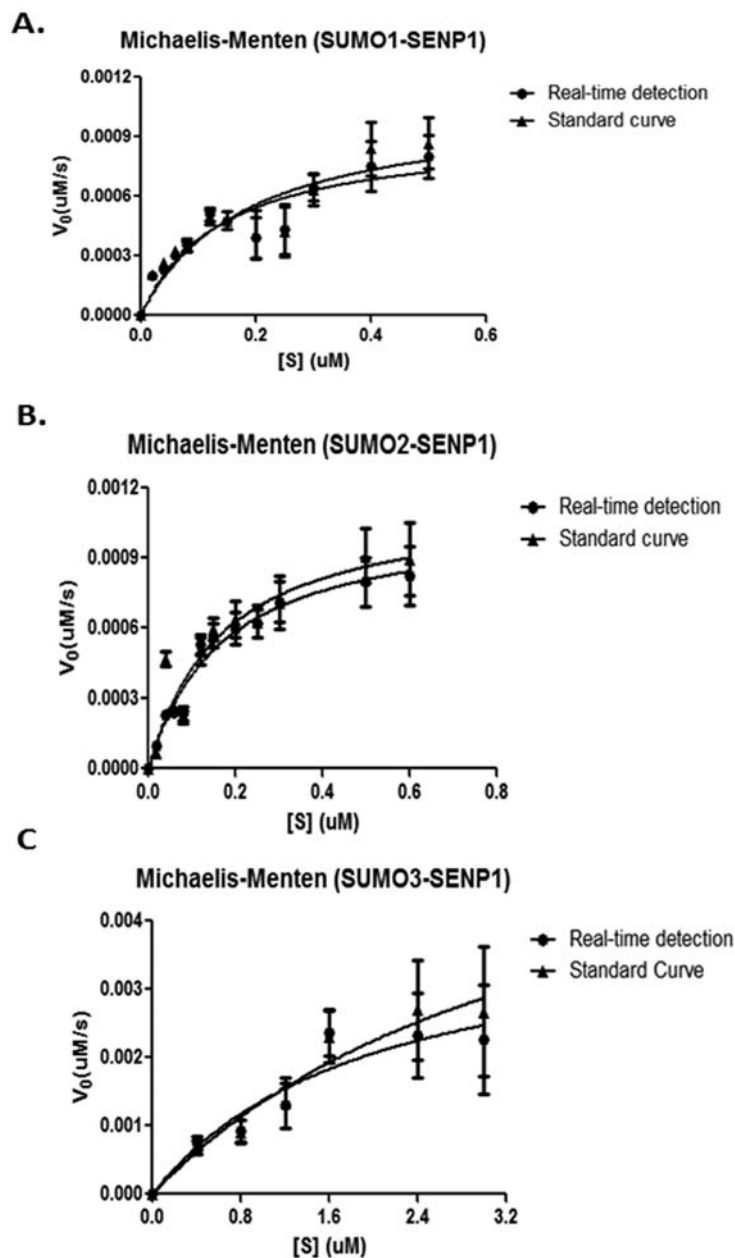 A.
Michaelis-Menten (SUMO1-SENP1)
0.0012
0.0009
0.0006
0.0003
0.0000
V0(uM/s)
0.0
0.2
0.4
0.6
[S] (uM)
Real-time detection
Standard curve
B.
Michaelis-Menten (SUMO2-SENP1)
0.0012
0.0009
0.0006
0.0003
0.0000
V0(uM/s)
0.0
0.2
0.4
0.6
0.8
[S] (uM)
Real-time detection
Standard curve
C
Michaelis-Menten (SUMO3-SENP1)
0.004
0.003
0.002
0.001
0.000
V0(uM/s)
0.0
0.8
1.6
2.4
3.2
[S] (uM)
Real-time detection
Standard Curve